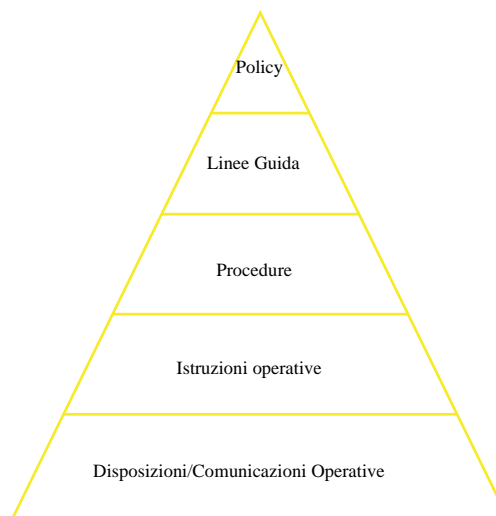 Policy
Linee Guida
Procedure
Istruzioni operative
Disposizioni/Comunicazioni Operative